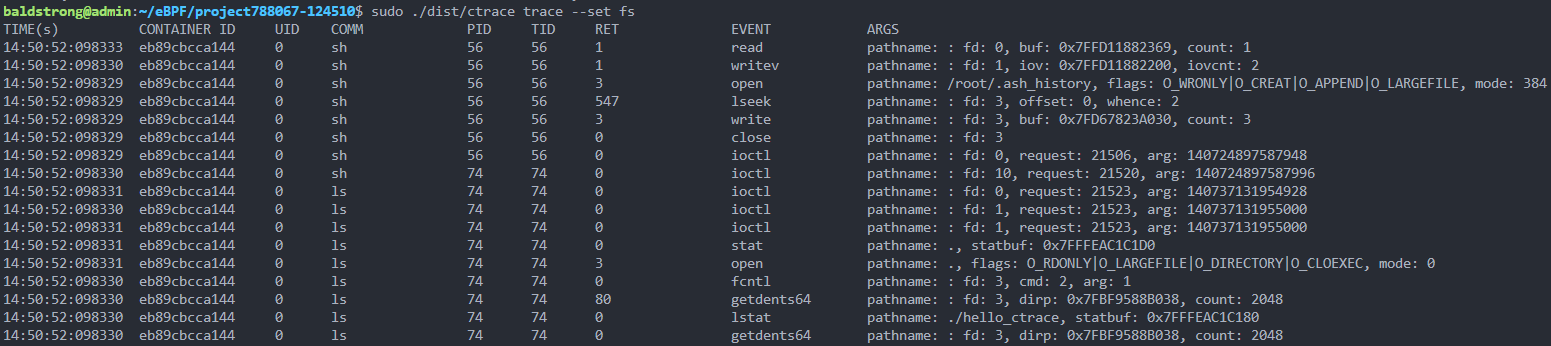 baldstrong@admin:~/eBPF/project788067-124510$ sudo ./dist/ctrace trace --set fs
TIME(s) CONTAINER ID UID COMM PID TID RET EVENT ARGS
14:50:52:098333 eb89cbcca144 0 sh 56 56 1 read pathname: : fd: 0, buf: 0x7FFD11882369, count: 1
14:50:52:098330 eb89cbcca144 0 sh 56 56 1 writev pathname: : fd: 1, iov: 0x7FFD11882200, iovcnt: 2
14:50:52:098329 eb89cbcca144 0 sh 56 56 3 open pathname: /root/.ash_history, flags: O_WRONLY|O_CREAT|O_APPEND|O_LARGEFILE, mode: 384
14:50:52:098329 eb89cbcca144 0 sh 56 56 547 lseek pathname: : fd: 3, offset: 0, whence: 2
14:50:52:098329 eb89cbcca144 0 sh 56 56 3 write pathname: : fd: 3, buf: 0x7FD67823A030, count: 3
14:50:52:098329 eb89cbcca144 0 sh 56 56 0 close pathname: : fd: 3
14:50:52:098329 eb89cbcca144 0 sh 56 56 0 ioctl pathname: : fd: 0, request: 21506, arg: 140724897587948
14:50:52:098330 eb89cbcca144 0 sh 74 74 0 ioctl pathname: : fd: 10, request: 21520, arg: 140724897587996
14:50:52:098331 eb89cbcca144 0 ls 74 74 0 ioctl pathname: : fd: 0, request: 21523, arg: 140737131954928
14:50:52:098330 eb89cbcca144 0 ls 74 74 0 ioctl pathname: : fd: 1, request: 21523, arg: 140737131955000
14:50:52:098331 eb89cbcca144 0 ls 74 74 0 ioctl pathname: : fd: 1, request: 21523, arg: 140737131955000
14:50:52:098331 eb89cbcca144 0 ls 74 74 0 stat pathname: ., statbuf: 0x7FFFEAC1C1D0
14:50:52:098331 eb89cbcca144 0 ls 74 74 3 open pathname: ., flags: O_RDONLY|O_LARGEFILE|O_DIRECTORY|O_CLOEXEC, mode: 0
14:50:52:098330 eb89cbcca144 0 ls 74 74 0 fcntl pathname: : fd: 3, cmd: 2, arg: 1
14:50:52:098330 eb89cbcca144 0 ls 74 74 80 getdents64 pathname: : fd: 3, dirp: 0x7FBF9588B038, count: 2048
14:50:52:098330 eb89cbcca144 0 ls 74 74 0 lstat pathname: ./hello_ctrace, statbuf: 0x7FFFEAC1C180
14:50:52:098330 eb89cbcca144 0 ls 74 74 0 getdents64 pathname: : fd: 3, dirp: 0x7FBF9588B038, count: 2048